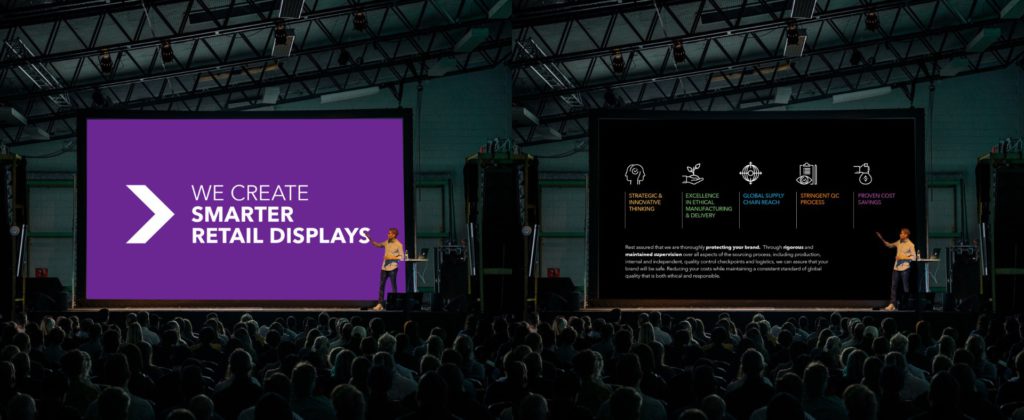 WE CREATE
SMARTER
RETAIL DISPLAYS
STRATEGIC &
INNOVATIVE
THINKING
EXCELLENCE
IN ETHICAL
MANUFACTURING
& DELIVERY
GLOBAL SUPPLY
CHAIN REACH
STRINGENT QC
PROCESS
PROVEN COST
SAVINGS
Rest assured that we are thoroughly protecting your brand. Through rigorous and
maintained supervision over all aspects of the sourcing process, including production,
internal and independent, quality control checkpoints and logistics, we can assure that your
brand will be safe. Reducing your costs while maintaining a consistent standard of global
quality that is both ethical and responsible.